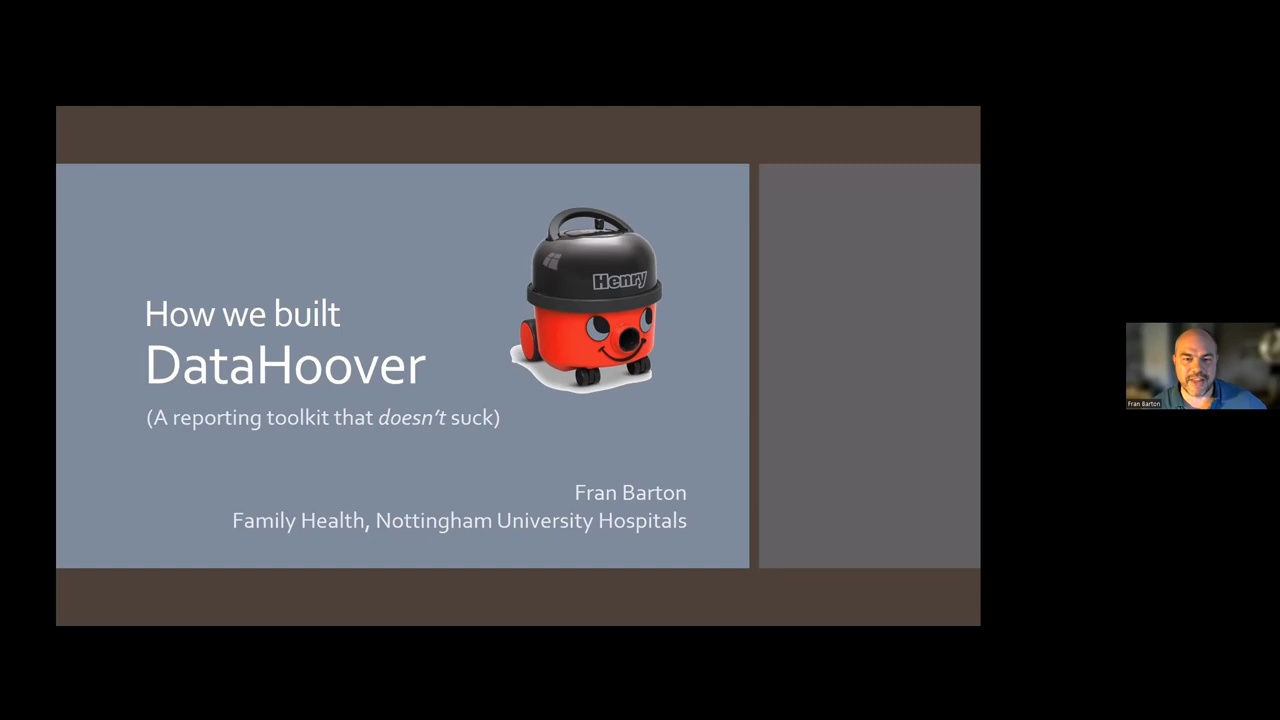 Henry
How we built
DataHoover
(A reporting toolkit that doesn't suck)
Fran Barton
Family Health, Nottingham University Hospitals
Fran Barton